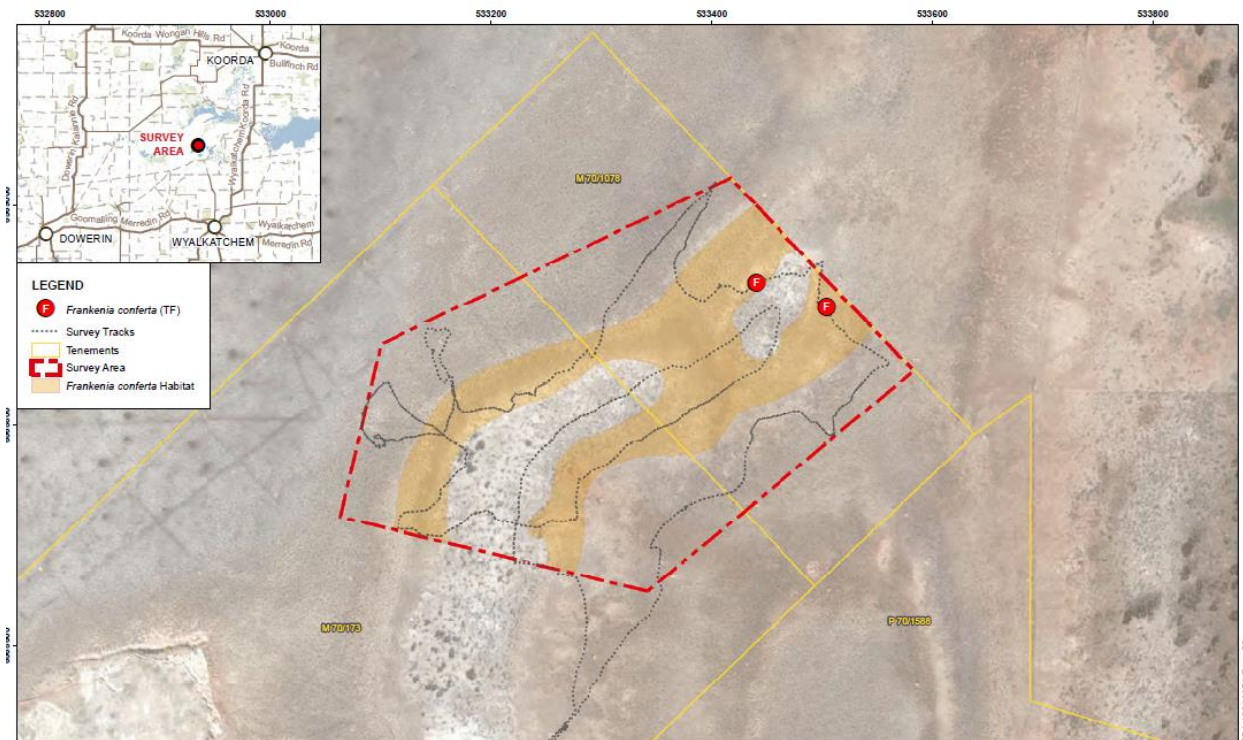 532800 533000 533200 533400 533600 533800
Koorda Wongan Hills Rd
Koorda
KOORDA
Bullfinch Rd
Dowerin Kalannie Rd
SURVEY
AREA
Wyalkatchem Koorda Rd
Goomalling Merredin Rd
Wyalkatchem
DOWERIN
WYALKATCHEM
Merredin Rd
LEGEND
F
Frankenia conferta (TF)
Survey Tracks
Tenements
Survey Area
Frankenia conferta Habitat
M 70/1078
F
F
M 70/173
P 70/1588